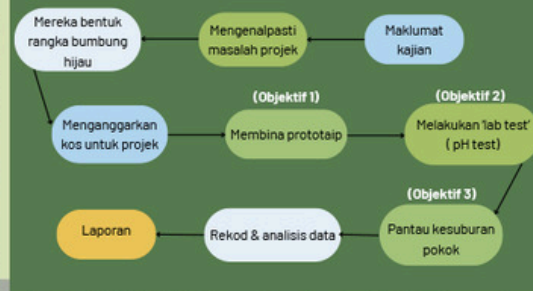 Maklumat
kajian
Mengenalpasti
masalah projek
Mereka bentuk
rangka bumbung
hijau
Menganggarkan
kos untuk projek
(Objektif 1)
Membina prototaip
(Objektif 2)
Melakukan 'lab test'
( pH test)
(Objektif 3)
Pantau kesuburan
pokok
Rekod & analisis data
Laporan